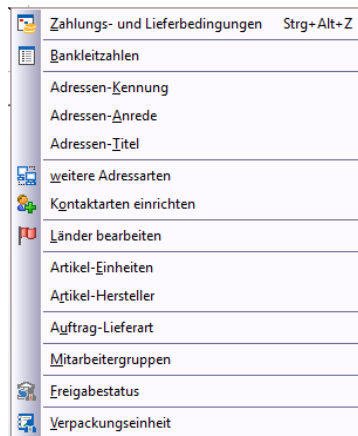 Zahlungs- und Lieferbedingungen Strg+Alt+Z
Bankleitzahlen
Adressen-Kennung
Adressen-Anrede
Adressen-Titel
weitere Adressarten
Kontaktarten einrichten
Länder bearbeiten
Artikel-Einheiten
Artikel-Hersteller
Auftrag-Lieferart
Mitarbeitergruppen
Freigabestatus
Verpackungseinheit